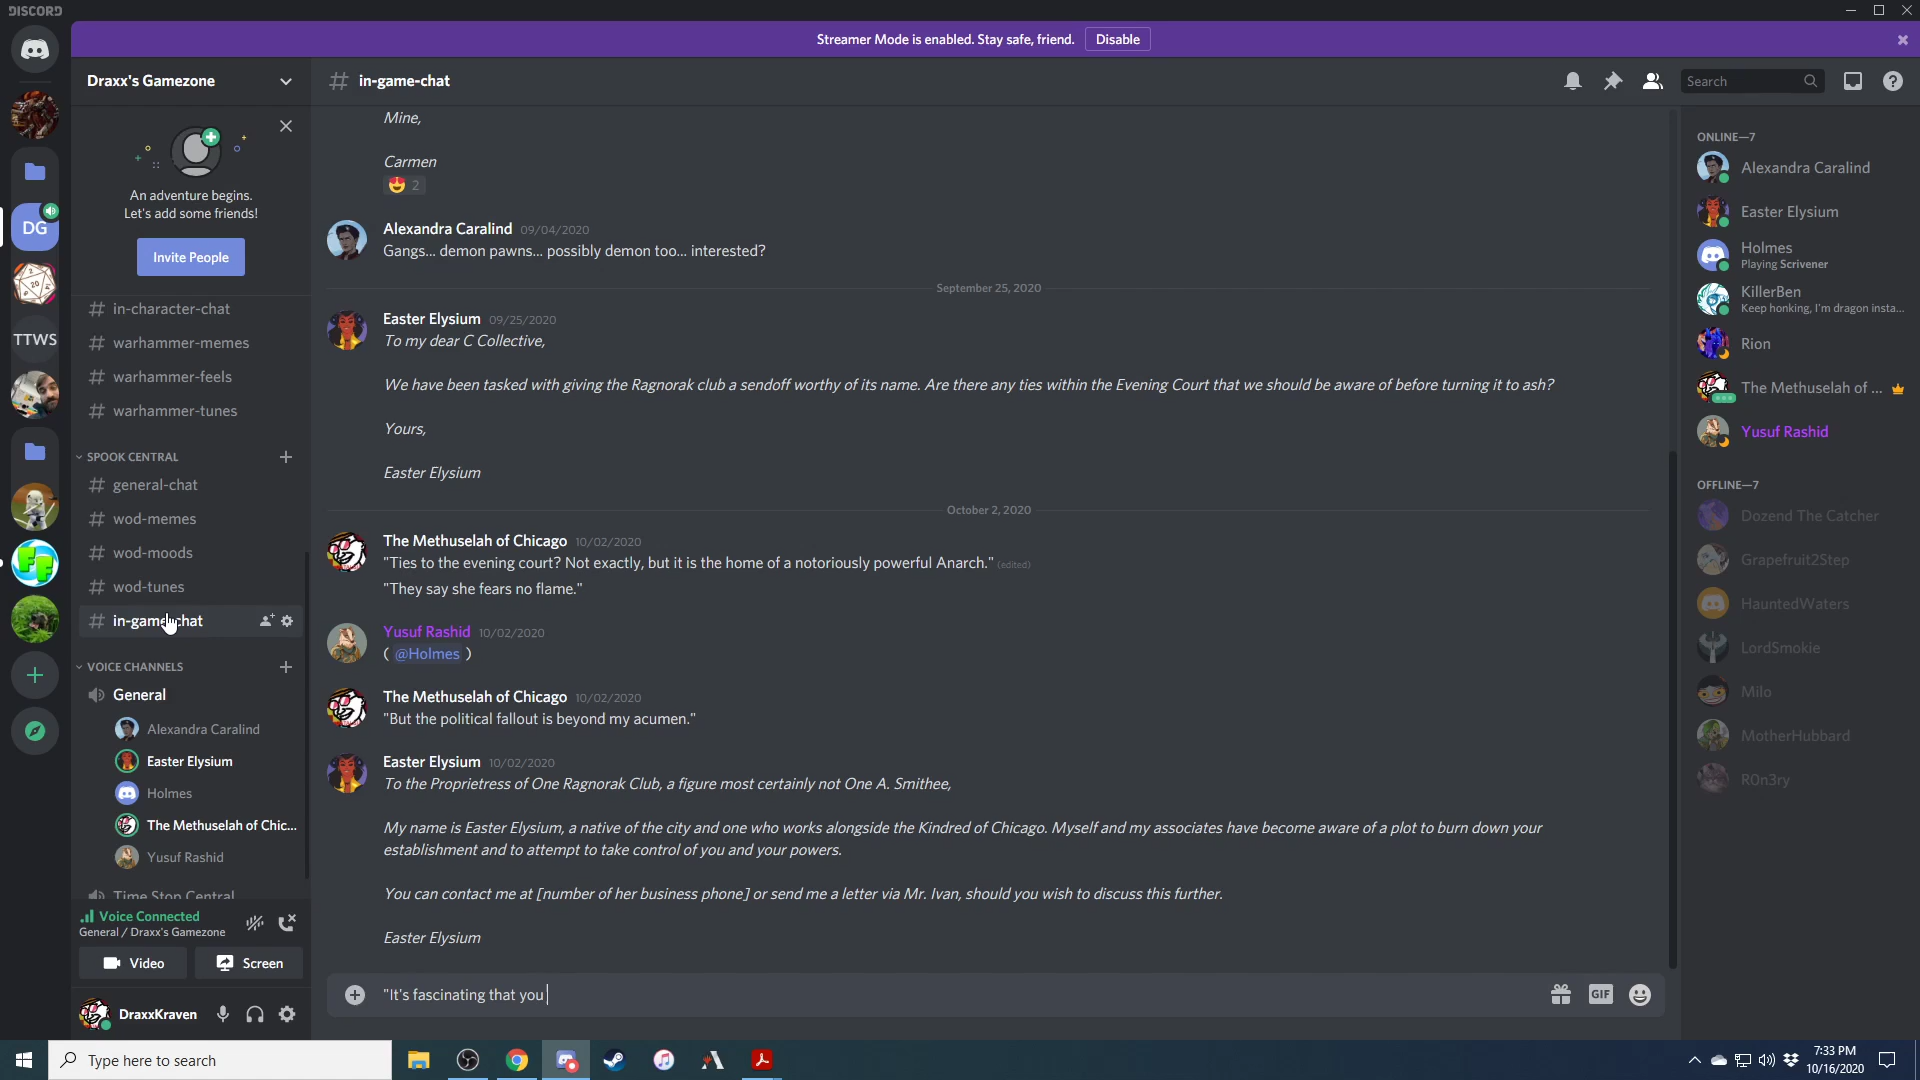 DISCORD
Streamer Mode is enabled. Stay safe, friend. Disable
Draxx's Gamezone
in-game-chat
Search
An adventure begins.
Let's add some friends!
Invite People
DG
20
TTWS
FF
in-character-chat
warhammer-memes
warhammer-feels
warhammer-tunes
SPOOK CENTRAL
general-chat
wod-memes
wod-moods
wod-tunes
in-game-chat
VOICE CHANNELS
General
Alexandra Caralind
Easter Elysium
Holmes
The Methuselah of Chic...
Yusuf Rashid
Time Stop Central
Voice Connected
General / Draxx's Gamezone
Video
Screen
DraxxKraven
Mine,
Carmen
2
Alexandra Caralind 09/04/2020
Gangs... demon pawns... possibly demon too... interested?
September 25, 2020
Easter Elysium 09/25/2020
To my dear C Collective,
We have been tasked with giving the Ragnorak club a sendoff worthy of its name. Are there any ties within the Evening Court that we should be aware of before turning it to ash?
Yours,
Easter Elysium
October 2, 2020
The Methuselah of Chicago 10/02/2020
"Ties to the evening court? Not exactly, but it is the home of a notoriously powerful Anarch." (edited)
"They say she fears no flame."
Yusuf Rashid 10/02/2020
( @Holmes )
The Methuselah of Chicago 10/02/2020
"But the political fallout is beyond my acumen."
Easter Elysium 10/02/2020
To the Proprietress of One Ragnorak Club, a figure most certainly not One A. Smithee,
My name is Easter Elysium, a native of the city and one who works alongside the Kindred of Chicago. Myself and my associates have become aware of a plot to burn down your
establishment and to attempt to take control of you and your powers.
You can contact me at [number of her business phone] or send me a letter via Mr. Ivan, should you wish to discuss this further.
Easter Elysium
"It's fascinating that you
GIF
ONLINE—7
Alexandra Caralind
Easter Elysium
Holmes
Playing Scrivener
KillerBen
Keep honking, I'm dragon insta...
Rion
The Methuselah of ...
Yusuf Rashid
OFFLINE—7
Dozend The Catcher
Grapefruit2Step
HauntedWaters
LordSmokie
Milo
MotherHubbard
R0n3ry
Type here to search
7:33 PM
10/16/2020